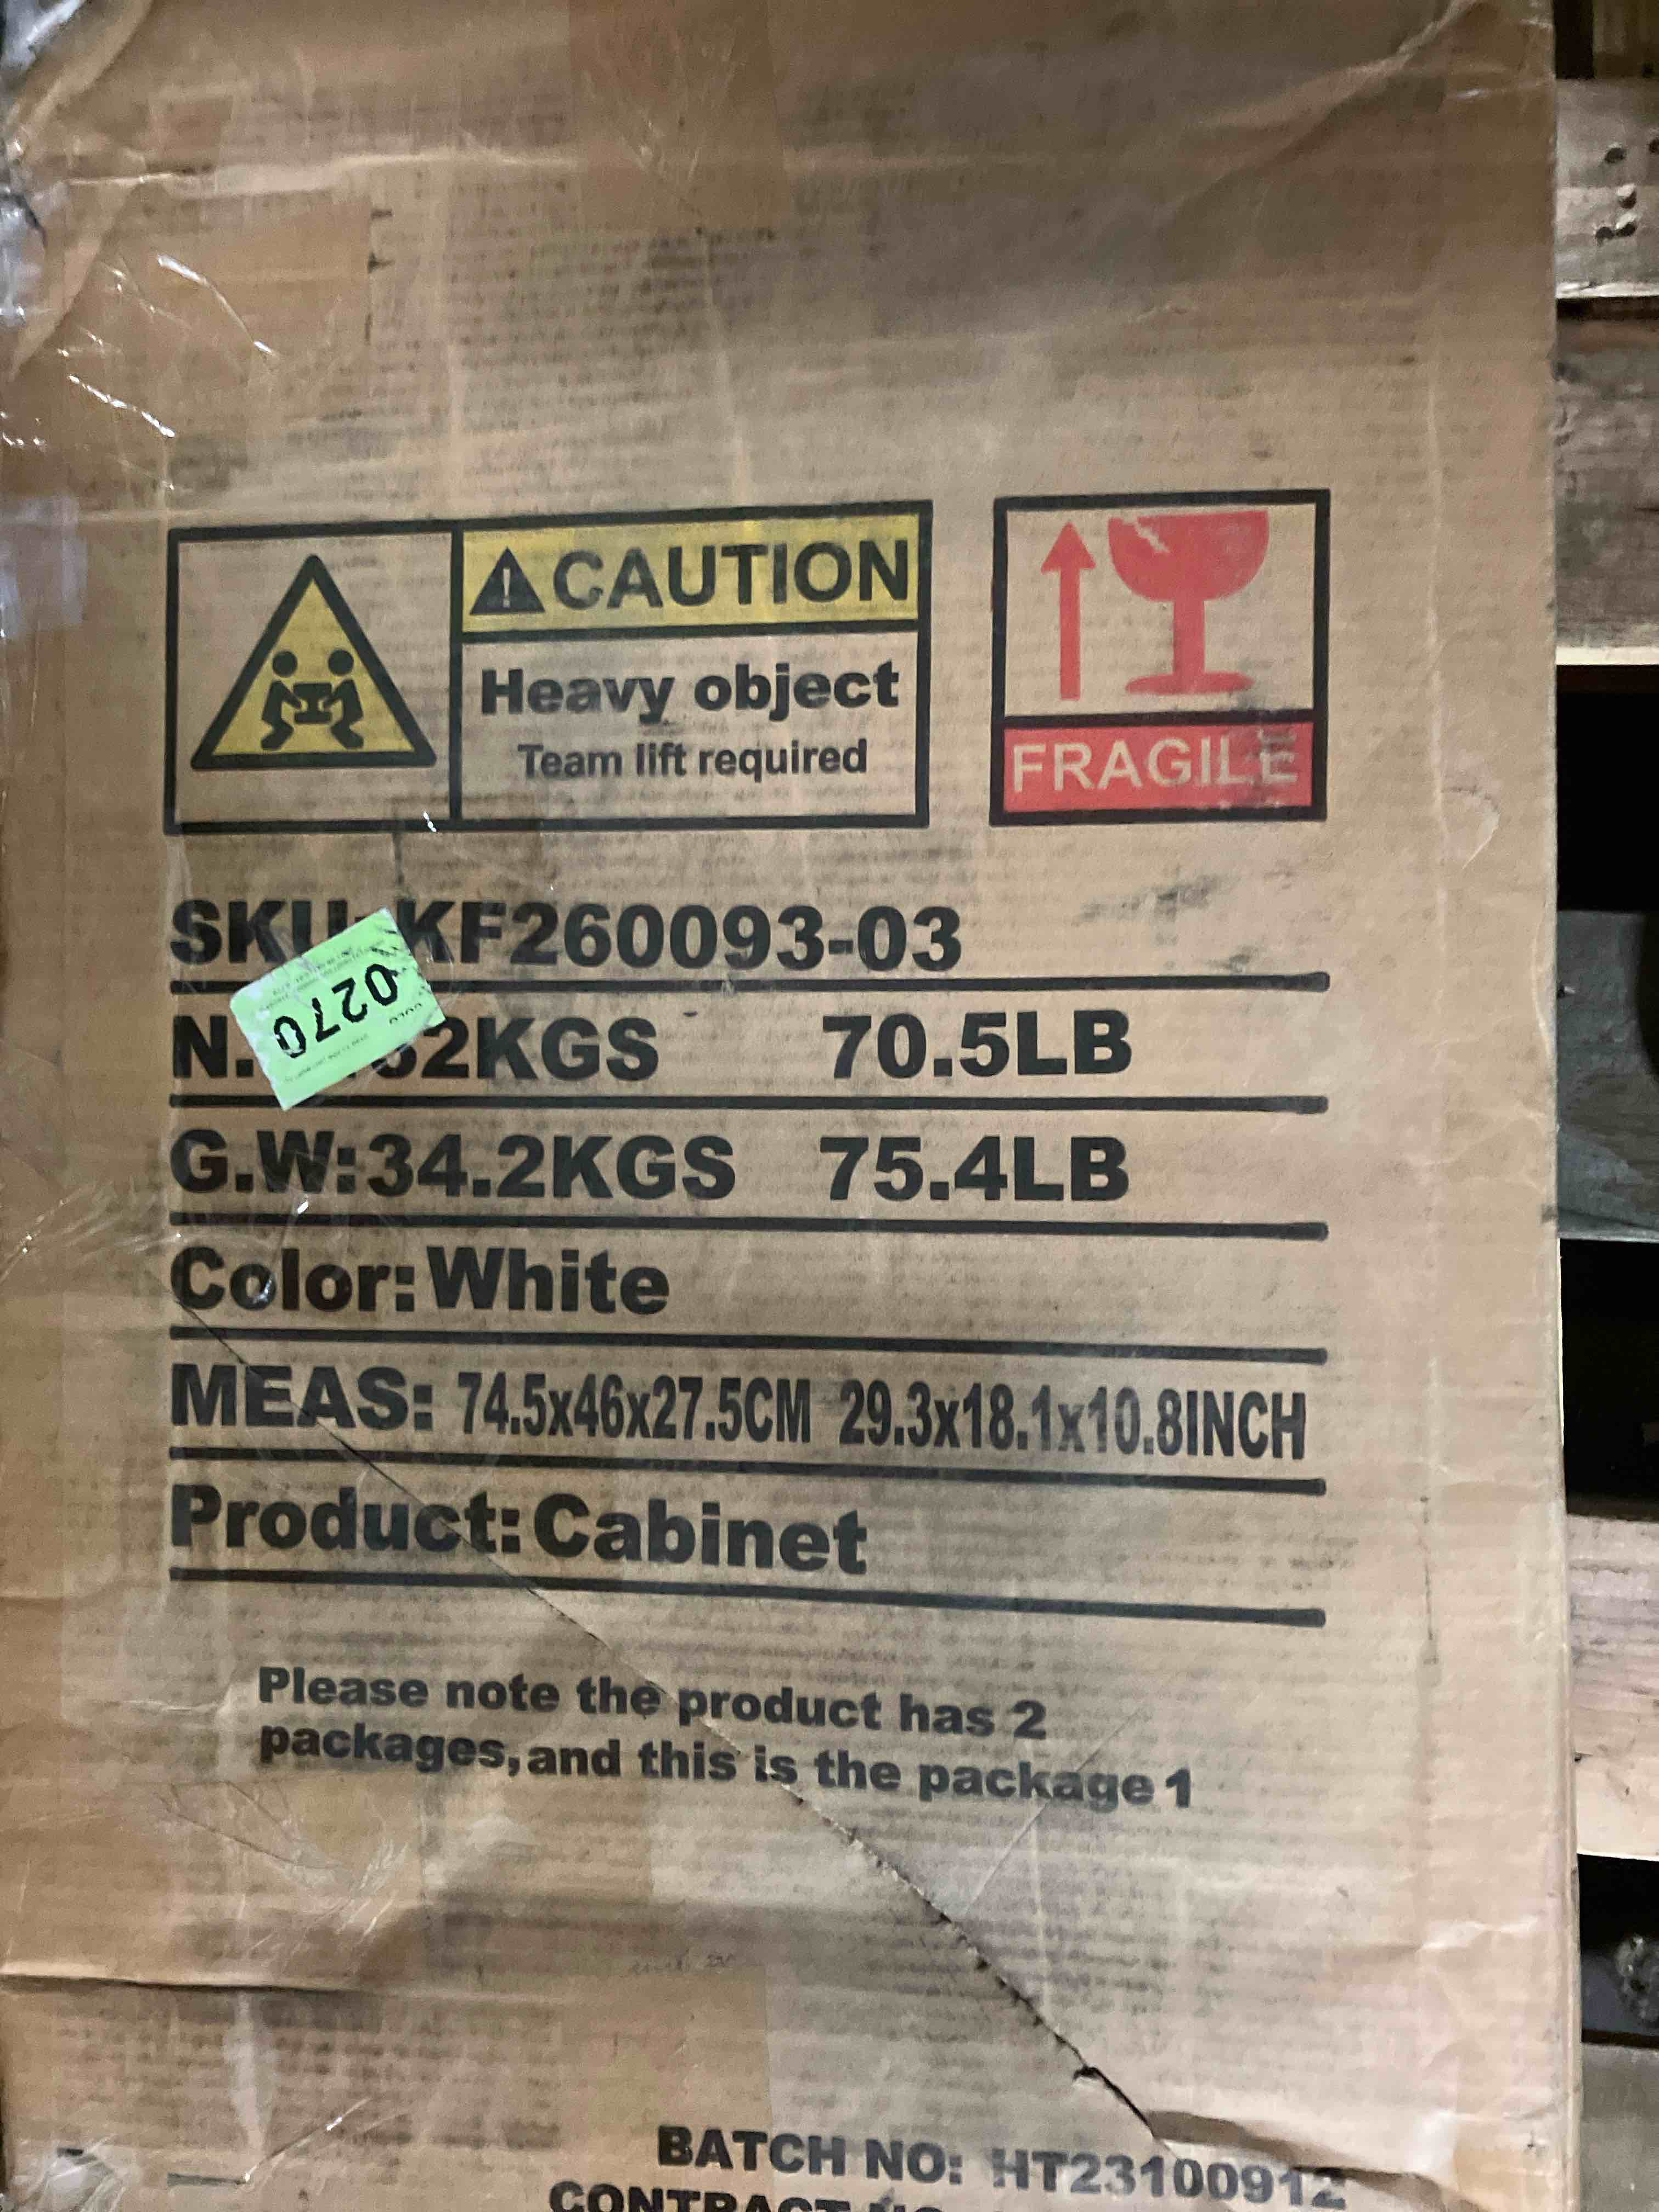 CAUTION
Heavy object
Team lift required
FRAGILE
SKU:KF260093-03
0270
N. 32KGS 70.5LB
G.W:34.2KGS 75.4LB
Color:White
MEAS: 74.5x46x27.5CM 29.3x18.1x10.8INCH
Product:Cabinet
Please note the product has 2
packages,and this is the package 1
BATCH NO: HT23100912